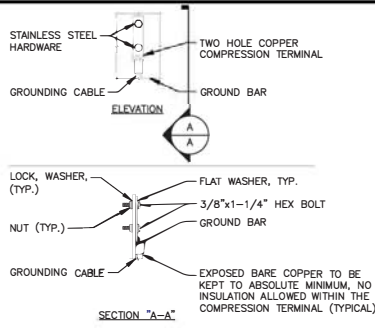 STAINLESS STEEL
HARDWARE
TWO HOLE COPPER
COMPRESSION TERMINAL
GROUNDING CABLE
GROUND BAR
ELEVATION
A
A
LOCK, WASHER,
(TYP.)
FLAT WASHER, TYP.
3/8"x1-1/4" HEX BOLT
NUT (TYP.)
GROUND BAR
GROUNDING CABLE
EXPOSED BARE COPPER TO BE
KEPT TO ABSOLUTE MINIMUM, NO
INSULATION ALLOWED WITHIN THE
COMPRESSION TERMINAL (TYPICAL)
SECTION "A-A"